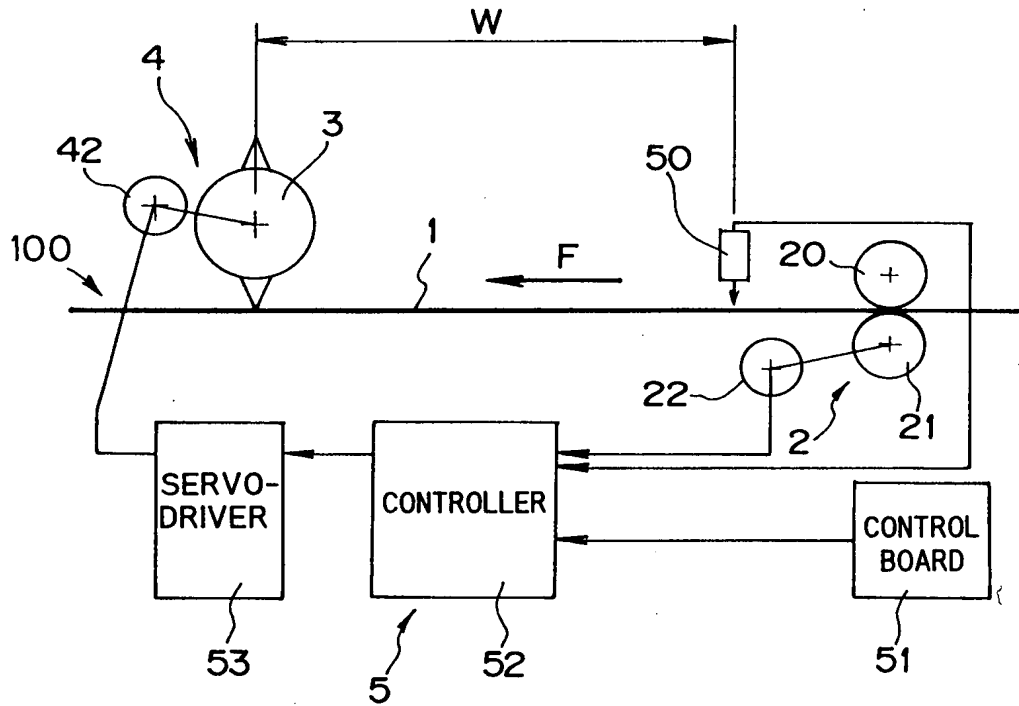 W
4
3
42
50
100
1
F
20
22
2
21
SERVO-
DRIVER
CONTROLLER
CONTROL
BOARD
53
5
52
51